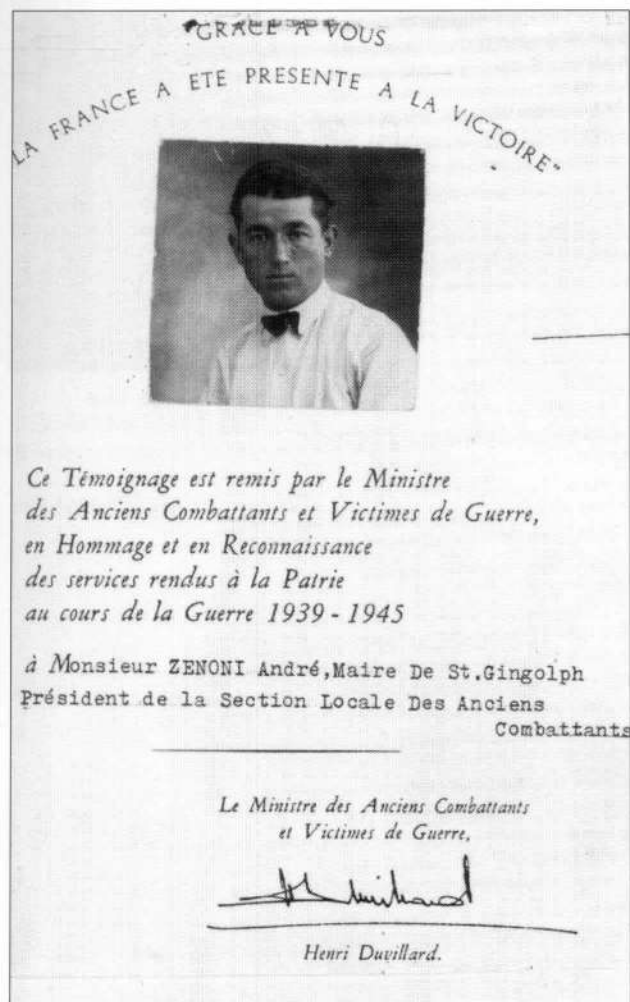 "GRACE A VOUS
LA FRANCE A ETE PRESENTE A LA VICTOIRE"
Ce Témoignage est remis par le Ministre
des Anciens Combattants et Victimes de Guerre,
en Hommage et en Reconnaissance
des services rendus à la Patrie
au cours de la Guerre 1939 - 1945
à Monsieur ZENONI André,Maire De St.Gingolph
Président de la Section Locale Des Anciens
Combattants
Le Ministre des Anciens Combattants
et Victimes de Guerre,
Henri Duvillard.